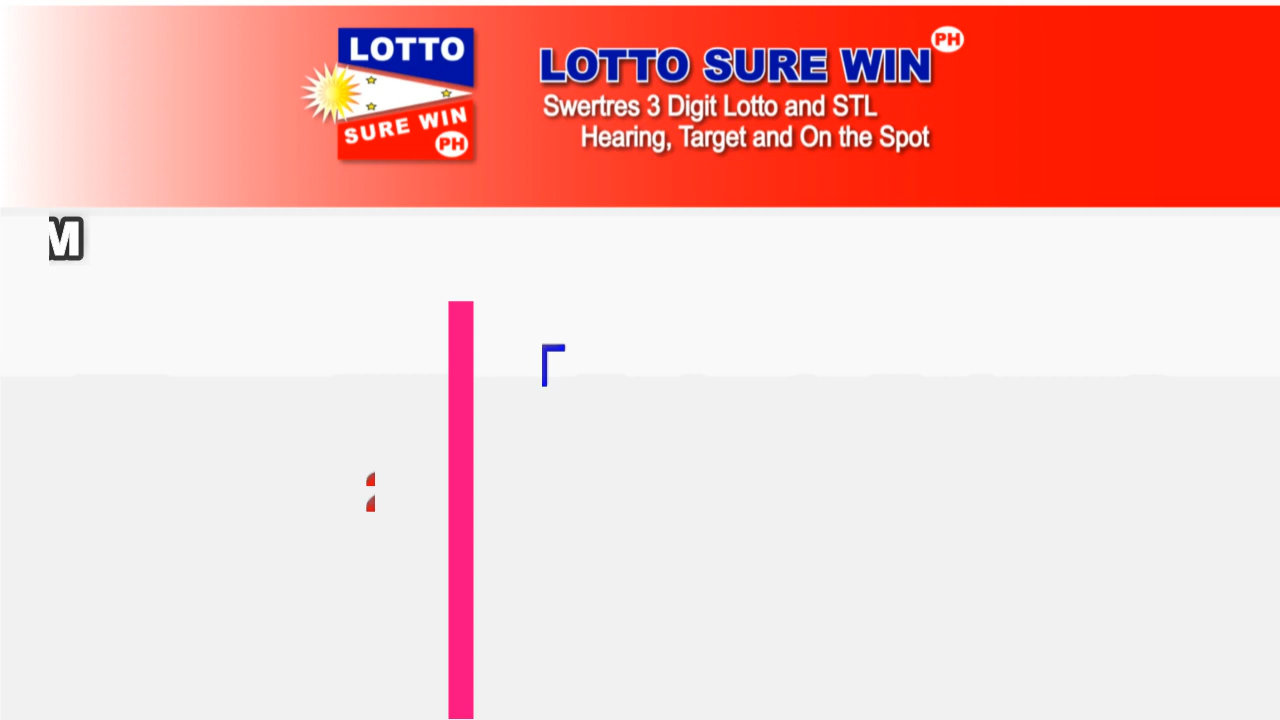 LOTTO
SURE WIN
PH
LOTTO SURE WIN PH
Swertres 3 Digit Lotto and STL
Hearing, Target and On the Spot
M